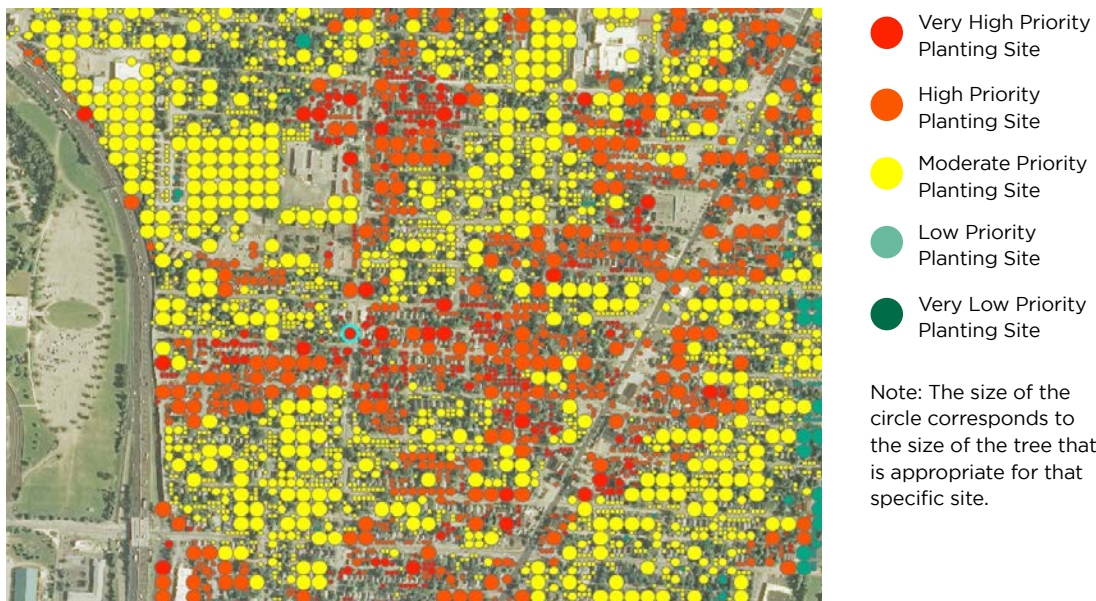 Very High Priority
Planting Site
High Priority
Planting Site
Moderate Priority
Planting Site
Low Priority
Planting Site
Very Low Priority
Planting Site
Note: The size of the
circle corresponds to
the size of the tree that
is appropriate for that
specific site.